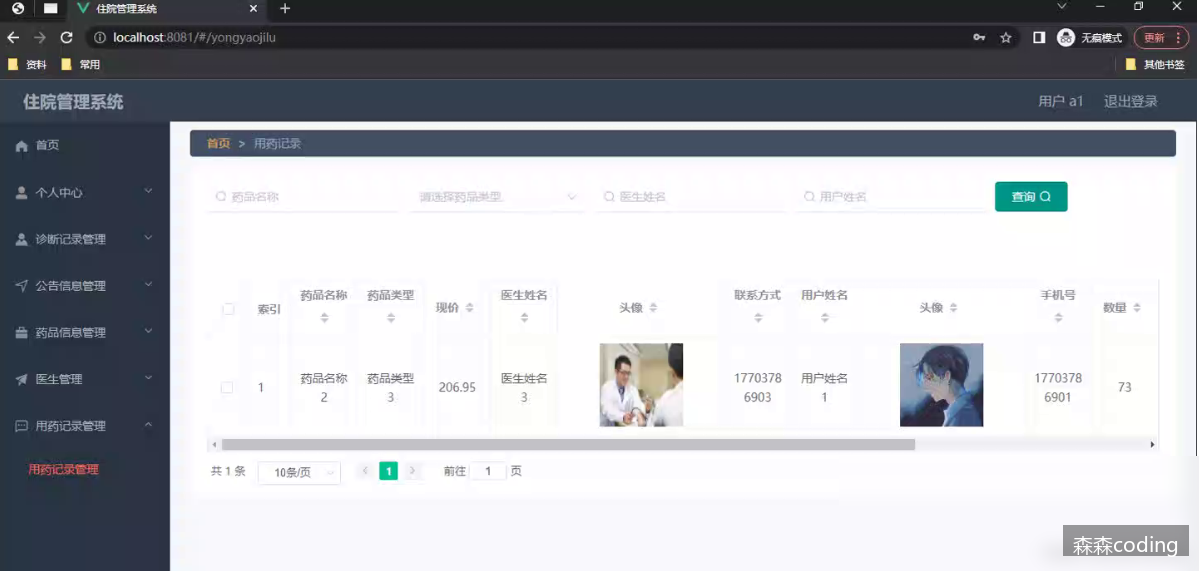 住院管理系统
localhost:8081/#/yongyaojilu
无痕模式
更新
资料
常用
其他书签
住院管理系统
用户 a1
退出登录
首页
个人中心
诊断记录管理
公告信息管理
药品信息管理
医生管理
用药记录管理
用药记录管理
首页 > 用药记录
药品名称
请选择药品类型
医生姓名
用户姓名
查询
索引
药品名称
药品类型
现价
医生姓名
头像
联系方式
用户姓名
头像
手机号
数量
1
药品名称
2
药品类型
3
206.95
医生姓名
3
1770378
6903
用户姓名
1
1770378
6901
73
共 1 条
10条/页
1
前往 1 页
森森coding